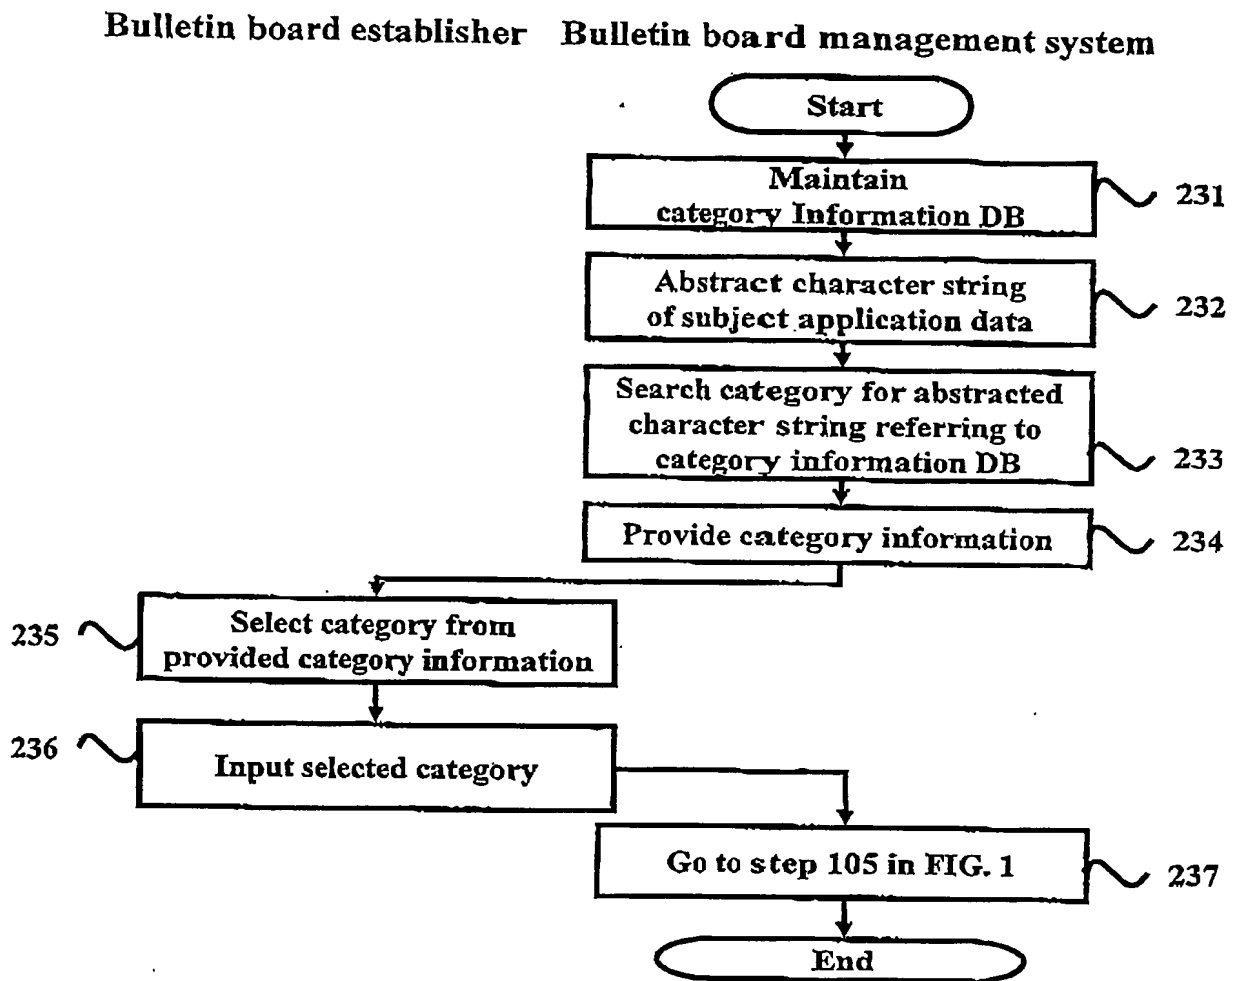 Bulletin board establisher Bulletin board management system
Start
Maintain
category Information DB
231
Abstract character string
of subject application data
232
Search category for abstracted
character string referring to
category information DB
233
Provide category information
234
235
Select category from
provided category information
236
Input selected category
Go to step 105 in FIG. 1
237
End